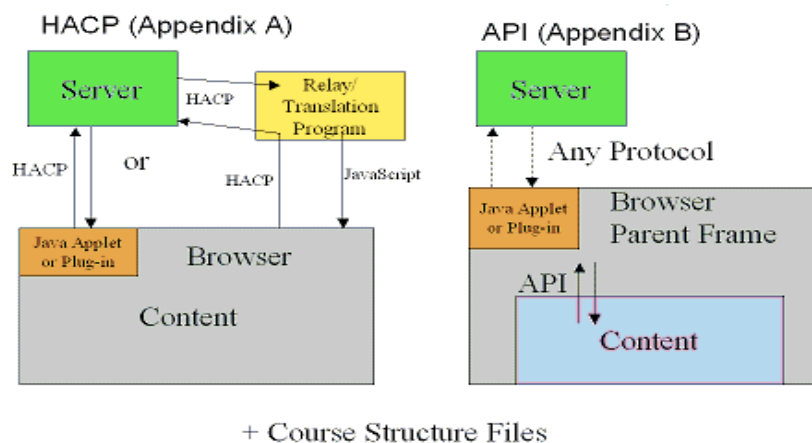 HACP (Appendix A)
Server
HACP
Relay/
Translation
Program
HACP
or
HACP
JavaScript
Java Applet
or Plug-in
Browser
Content
API (Appendix B)
Server
Any Protocol
Java Applet
or Plug-in
Browser
Parent Frame
API
Content
+ Course Structure Files